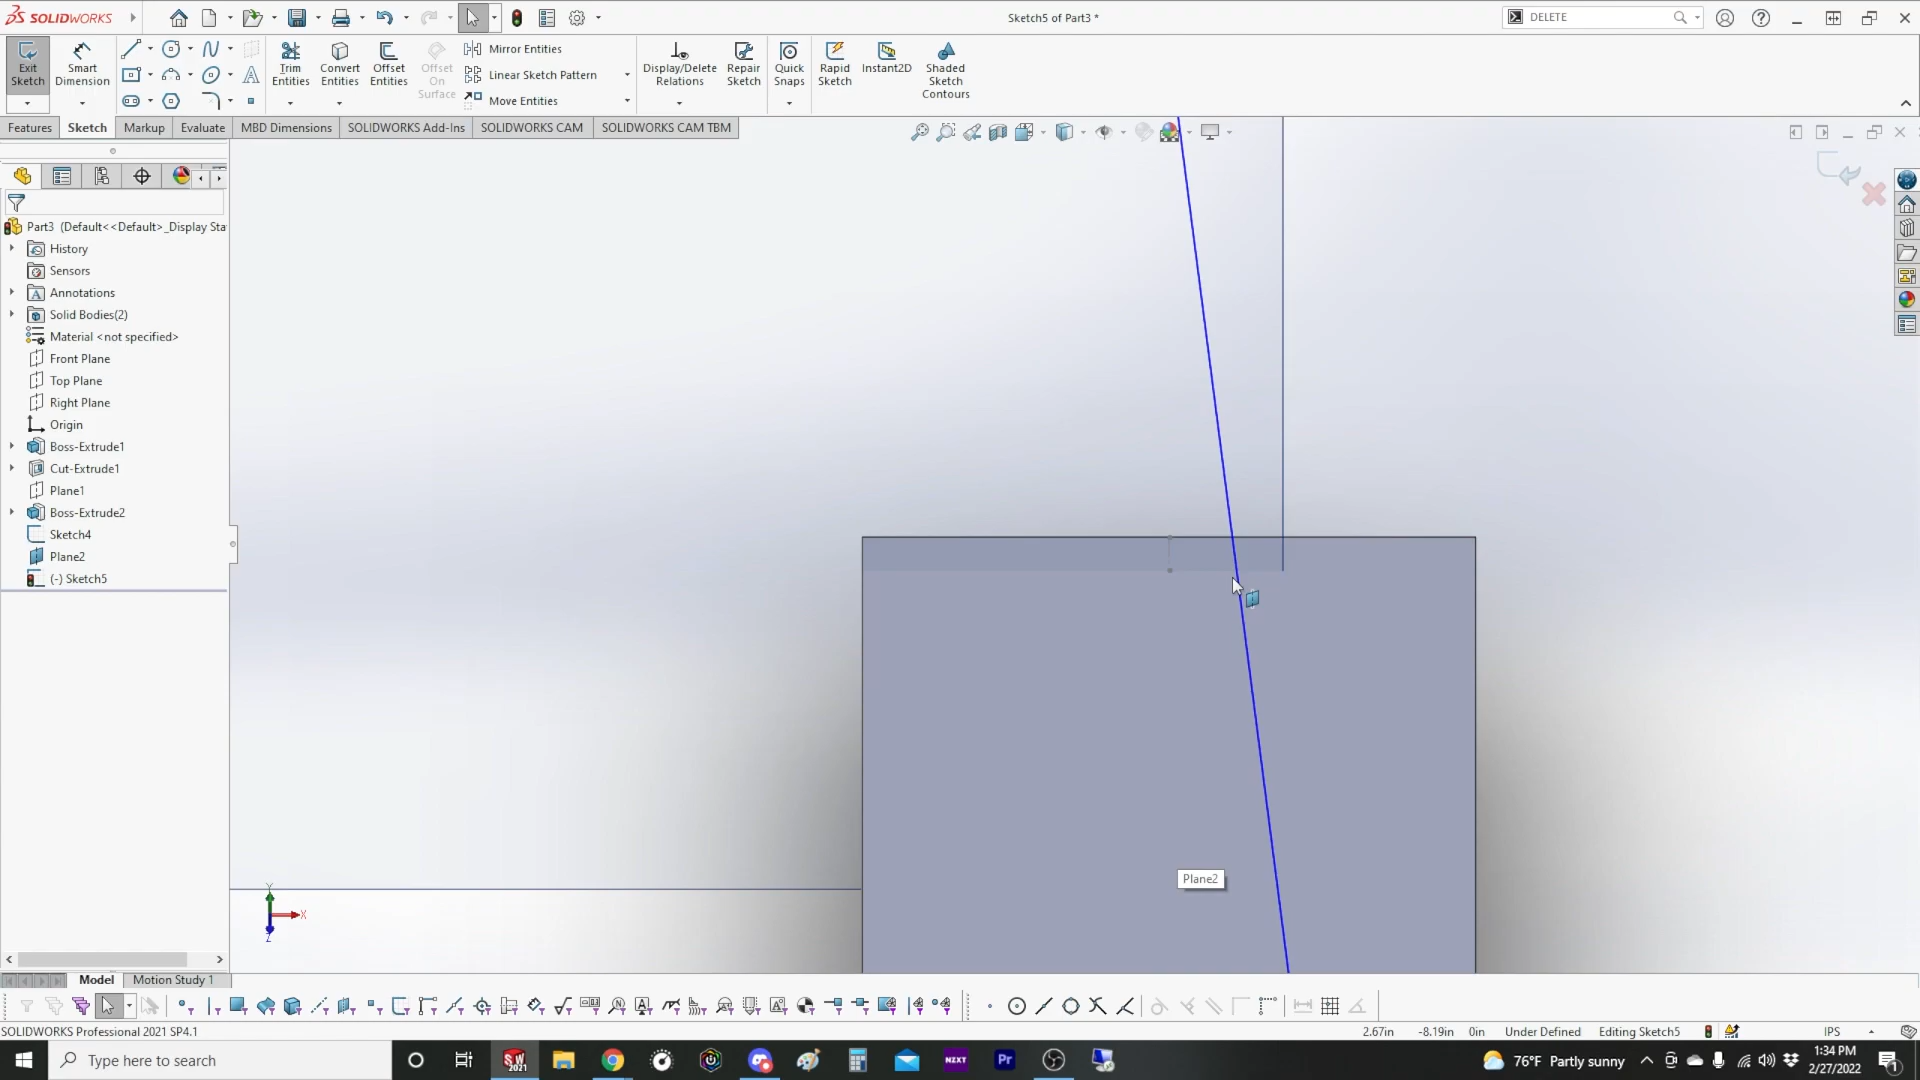 SOLIDWORKS
Sketch5 of Part3 *
DELETE
Exit Sketch
Smart Dimension
Trim Entities
Convert Entities
Offset Entities
Offset On Surface
Mirror Entities
Linear Sketch Pattern
Move Entities
Display/Delete Relations
Repair Sketch
Quick Snaps
Rapid Sketch
Instant2D
Shaded Sketch Contours
Features
Sketch
Markup
Evaluate
MBD Dimensions
SOLIDWORKS Add-Ins
SOLIDWORKS CAM
SOLIDWORKS CAM TBM
Part3 (Default<<Default>_Display Sta
History
Sensors
Annotations
Solid Bodies(2)
Material <not specified>
Front Plane
Top Plane
Right Plane
Origin
Boss-Extrude1
Cut-Extrude1
Plane1
Boss-Extrude2
Sketch4
Plane2
(-) Sketch5
Plane2
Y
X
Z
Model
Motion Study 1
SOLIDWORKS Professional 2021 SP4.1
2.67in
-8.19in
0in
Under Defined
Editing Sketch5
IPS
Type here to search
SW 2021
NZXT
Pr
76°F Partly sunny
1:34 PM
2/27/2022
1